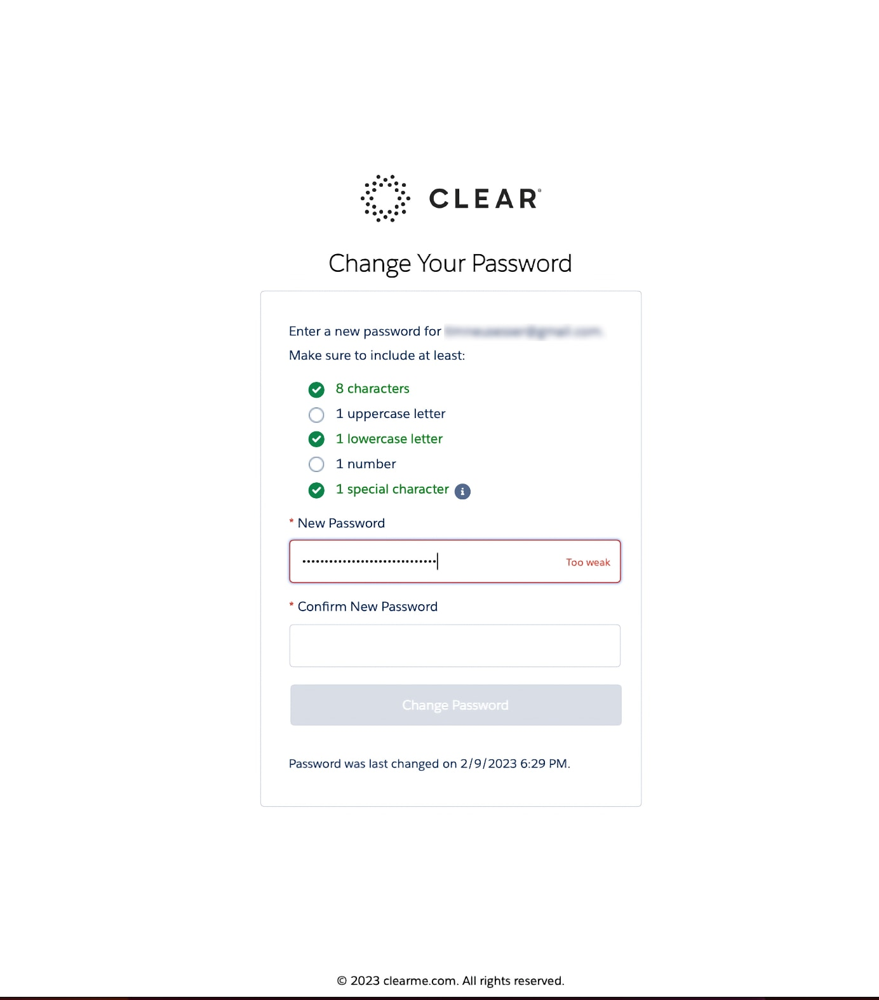 CLEAR
Change Your Password
Enter a new password for
Make sure to include at least:
8 characters
1 uppercase letter
1 lowercase letter
1 number
1 special character
* New Password
•••••••••••••••••••••••••••••• Too weak
* Confirm New Password
Change Password
Password was last changed on 2/9/2023 6:29 PM.
© 2023 clearme.com. All rights reserved.